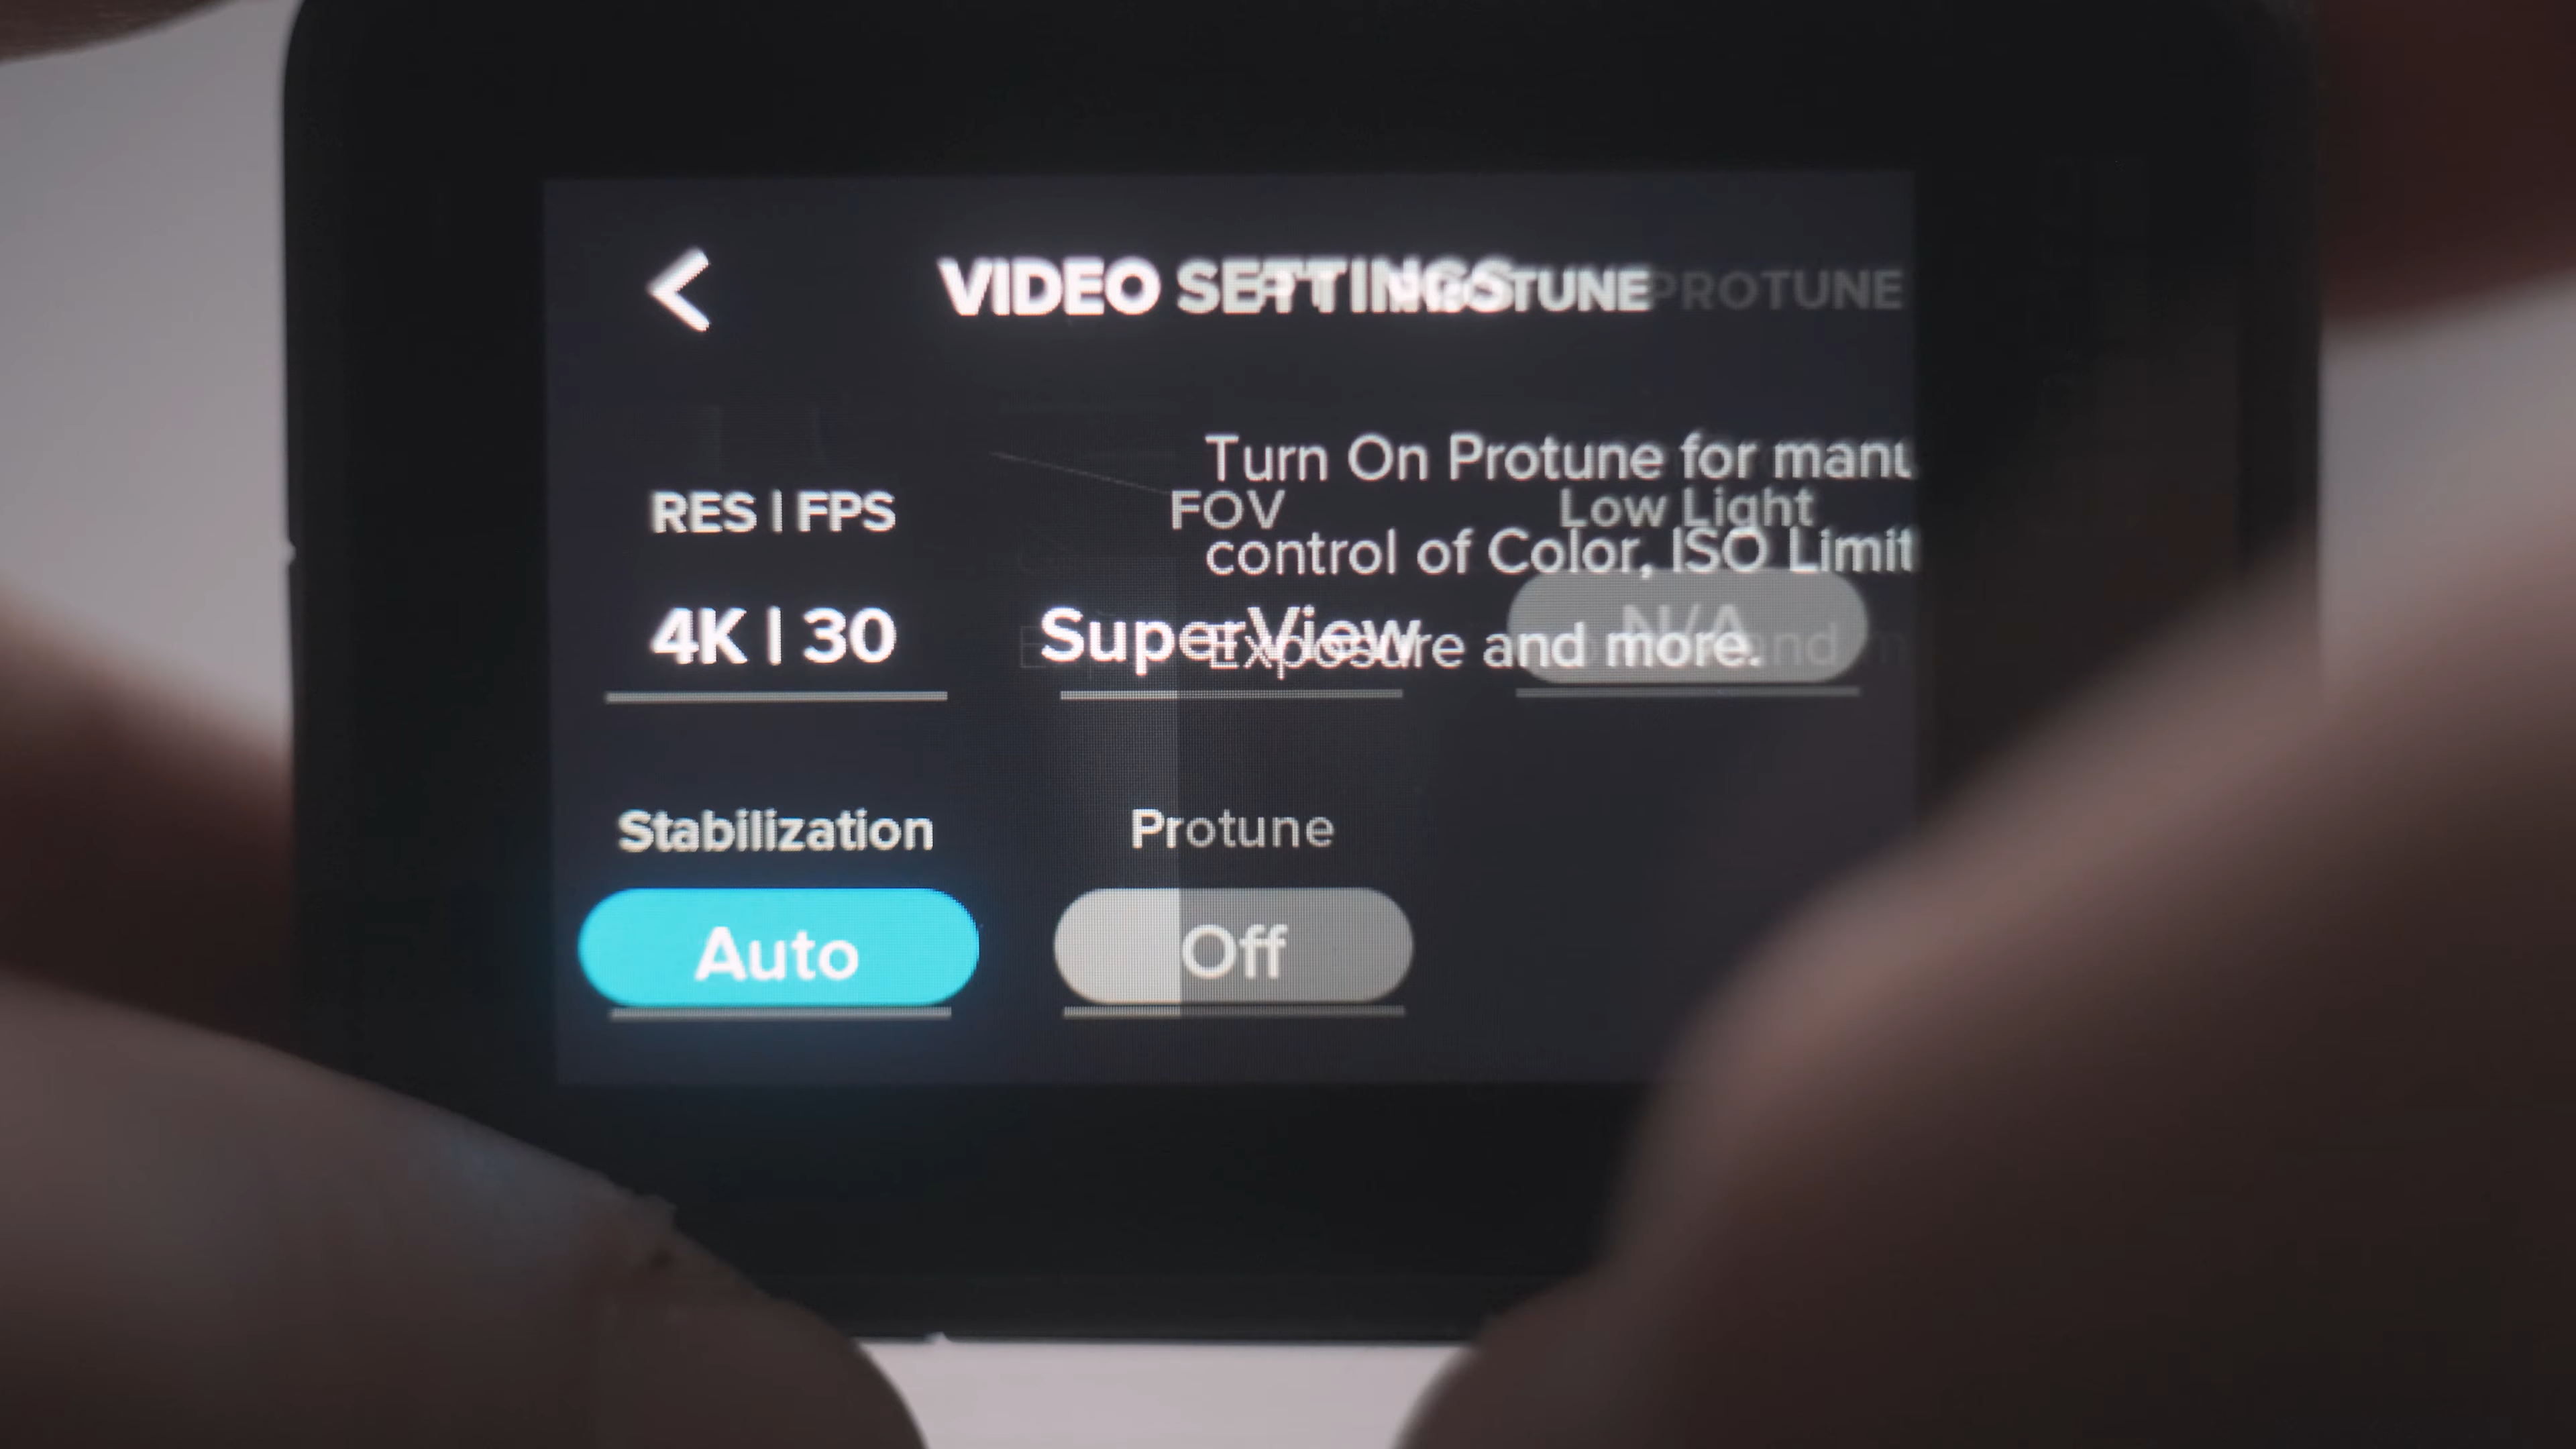 VIDEO SETTINGS
PROTUNE
Turn On Protune for manu
control of Color, ISO Limit
Exposure and more.
RES | FPS
FOV
Low Light
4K | 30
SuperView
N/A
Stabilization
Protune
Auto
Off